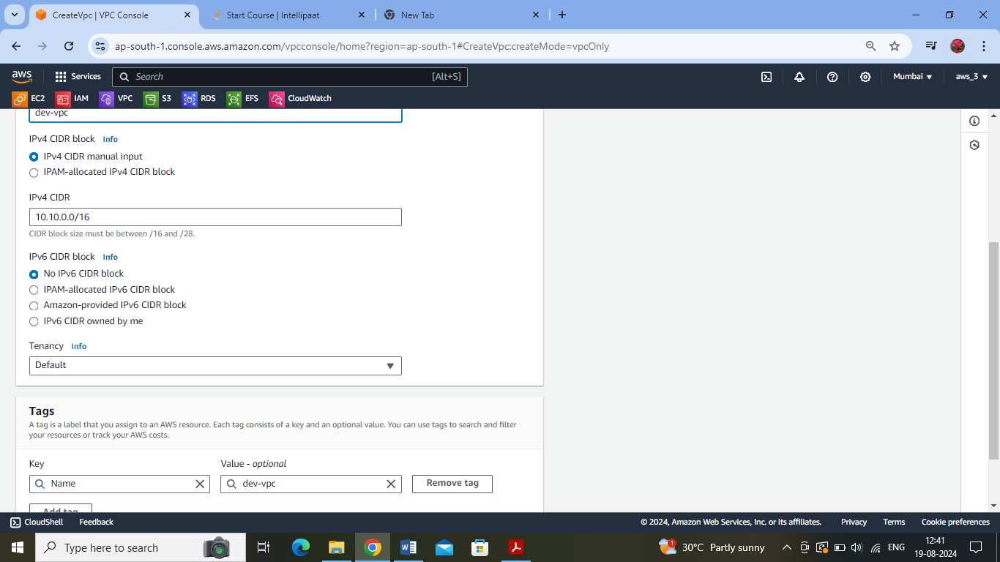 CreateVpc | VPC Console
Start Course | Intellipaat
New Tab
ap-south-1.console.aws.amazon.com/vpcconsole/home?region=ap-south-1#CreateVpc:createMode=vpcOnly
aws Services Search [Alt+S] Mumbai aws_3
EC2 IAM VPC S3 RDS EFS CloudWatch
dev-vpc
IPv4 CIDR block Info
IPv4 CIDR manual input
IPAM-allocated IPv4 CIDR block
IPv4 CIDR
10.10.0.0/16
CIDR block size must be between /16 and /28.
IPv6 CIDR block Info
No IPv6 CIDR block
IPAM-allocated IPv6 CIDR block
Amazon-provided IPv6 CIDR block
IPv6 CIDR owned by me
Tenancy Info
Default
Tags
A tag is a label that you assign to an AWS resource. Each tag consists of a key and an optional value. You can use tags to search and filter
your resources or track your AWS costs.
Key Value - optional
Name dev-vpc Remove tag
Add tag
CloudShell Feedback © 2024, Amazon Web Services, Inc. or its affiliates. Privacy Terms Cookie preferences
Type here to search 1 30°C Partly sunny ENG 12:41
19-08-2024